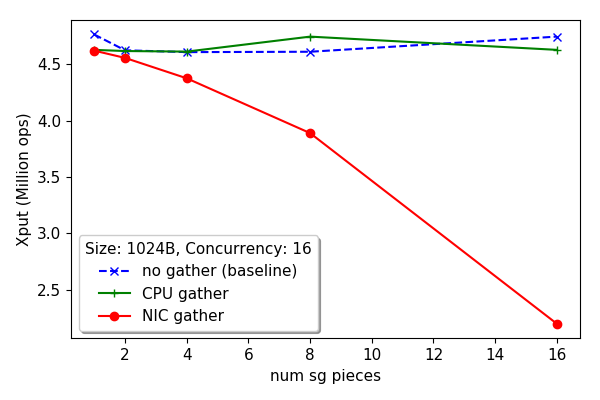 4.5
4.0
3.5
3.0
2.5
Xput (Million ops)
Size: 1024B, Concurrency: 16
no gather (baseline)
CPU gather
NIC gather
2 4 6 8 10 12 14 16
num sg pieces